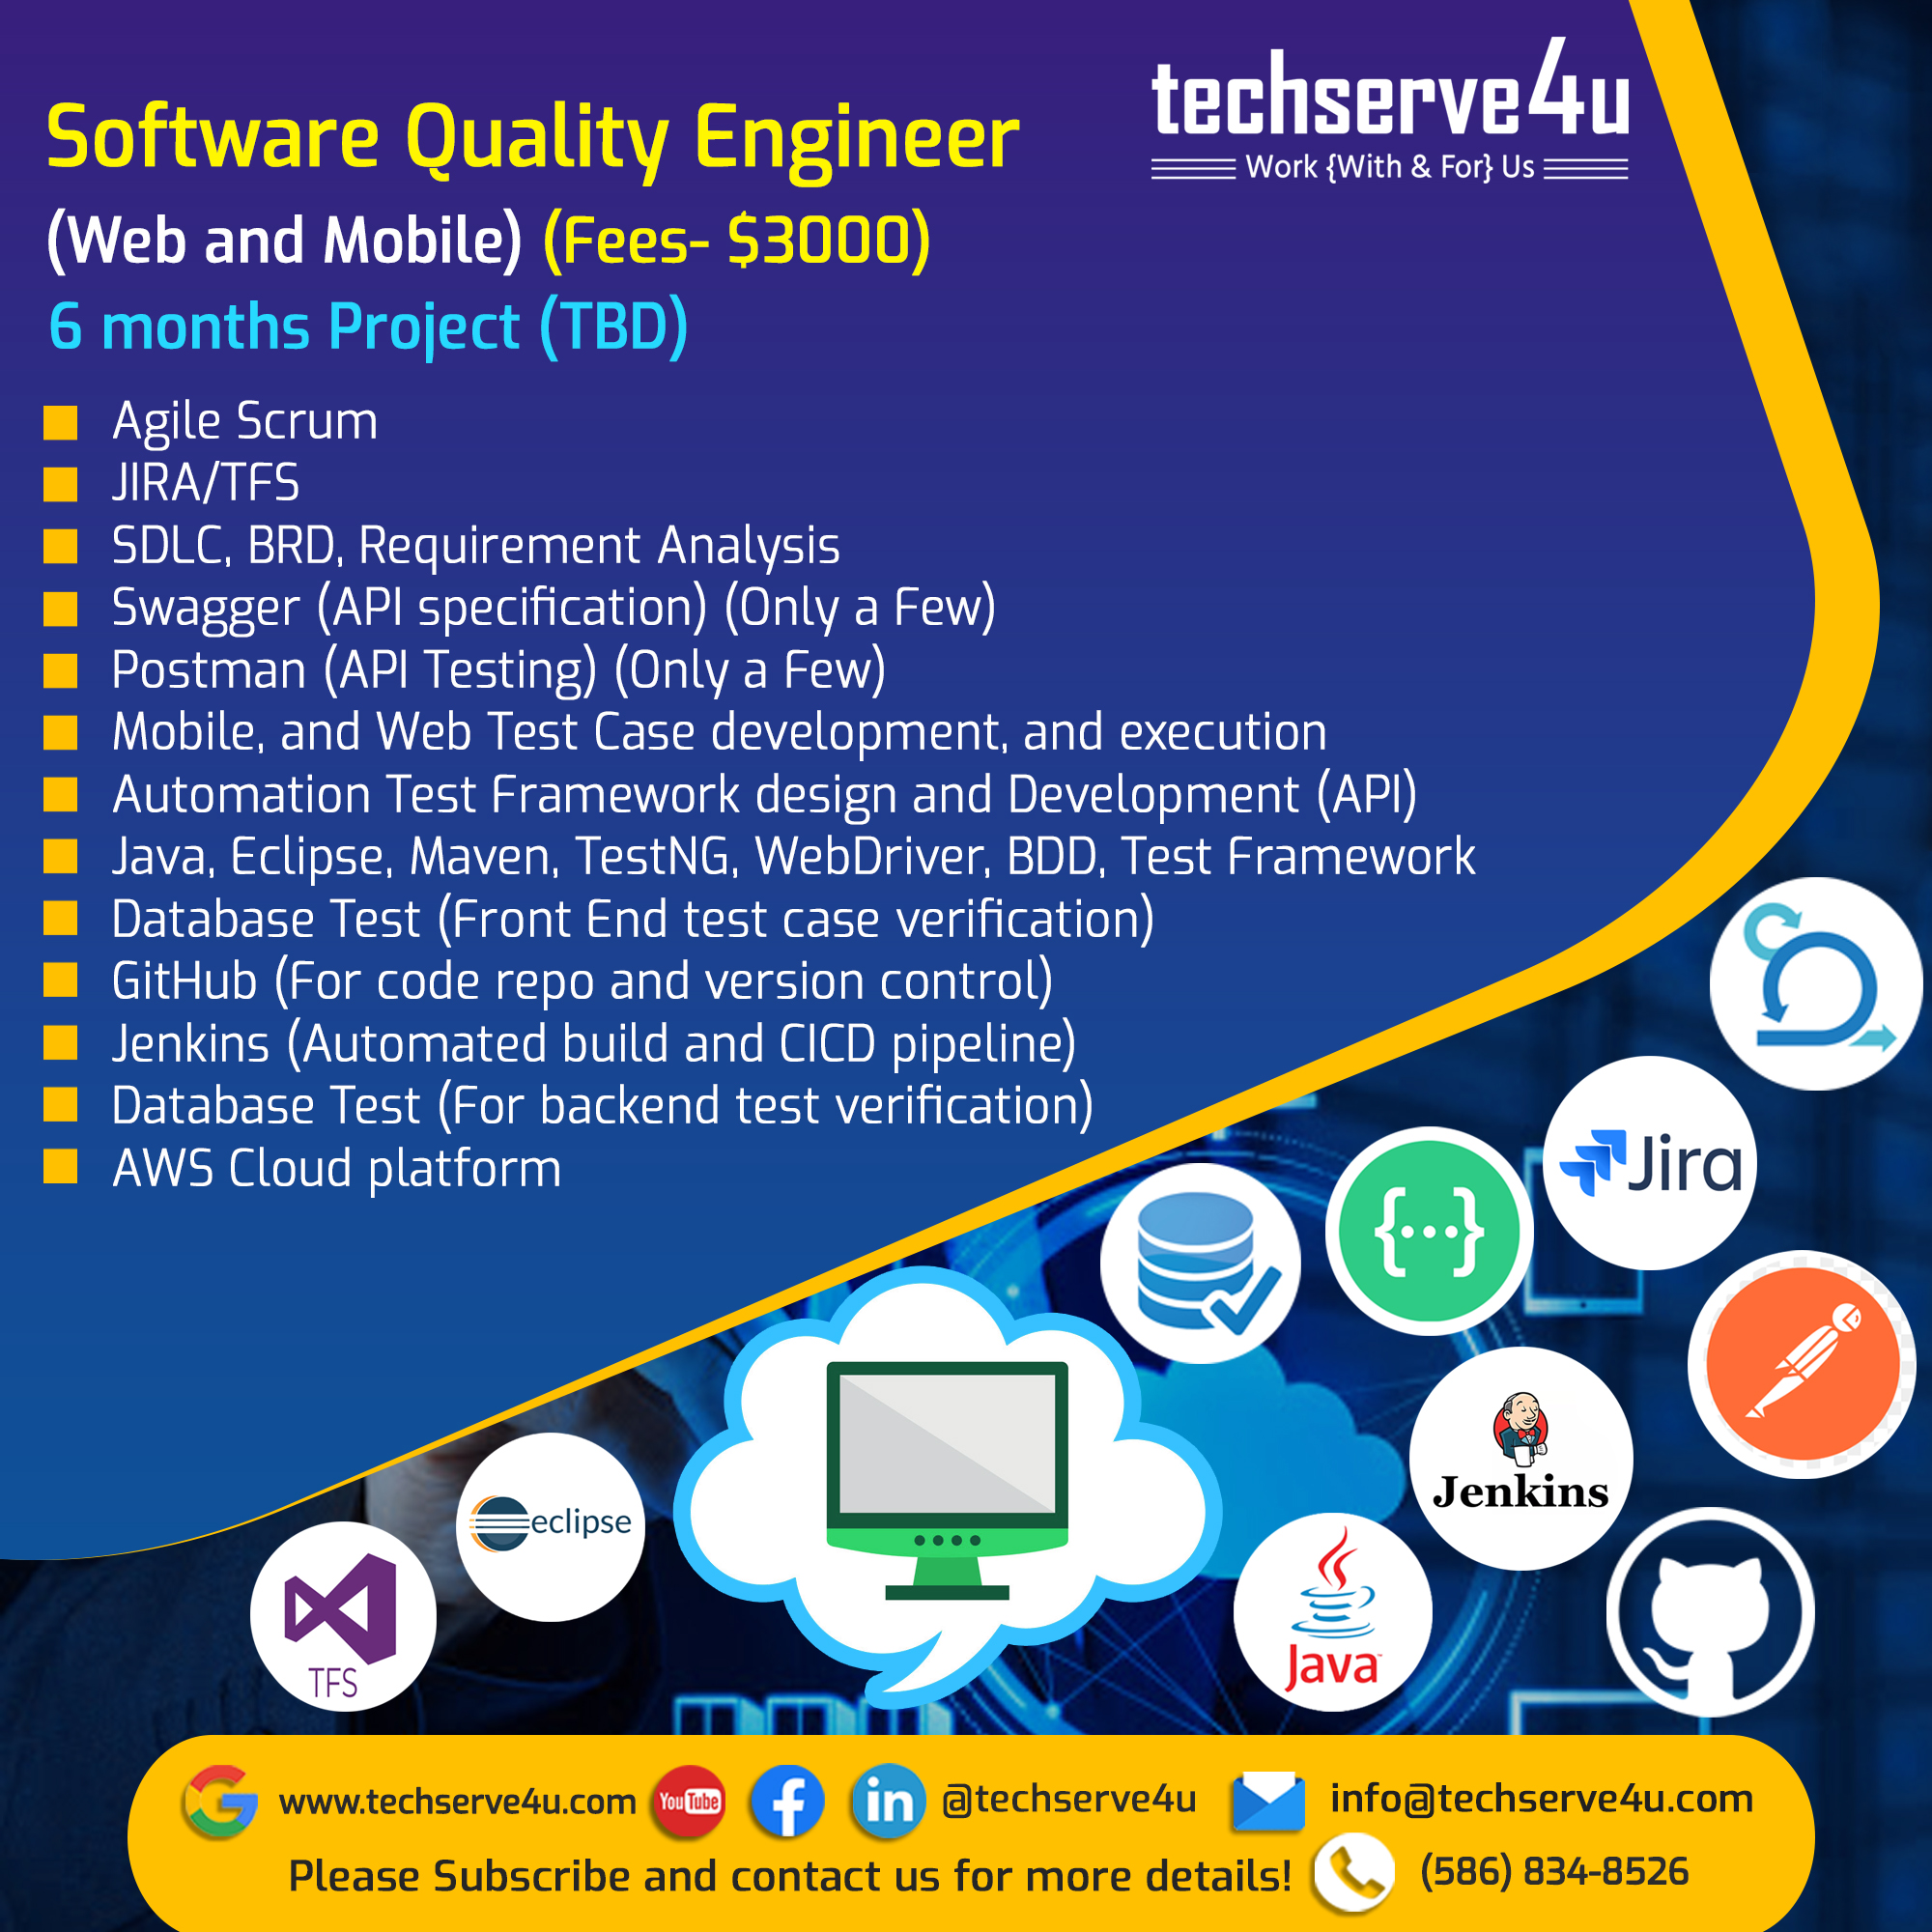 techserve4u
Work {With & For} Us
Software Quality Engineer
(Web and Mobile) (Fees- $3000)
6 months Project (TBD)
Agile Scrum
JIRA/TFS
SDLC, BRD, Requirement Analysis
Swagger (API specification) (Only a Few)
Postman (API Testing) (Only a Few)
Mobile, and Web Test Case development, and execution
Automation Test Framework design and Development (API)
Java, Eclipse, Maven, TestNG, WebDriver, BDD, Test Framework
Database Test (Front End test case verification)
GitHub (For code repo and version control)
Jenkins (Automated build and CICD pipeline)
Database Test (For backend test verification)
AWS Cloud platform
Jira
{...}
Jenkins
eclipse
Java™
TFS
www.techserve4u.com YouTube f in @techserve4u info@techserve4u.com
Please Subscribe and contact us for more details! (586) 834-8526